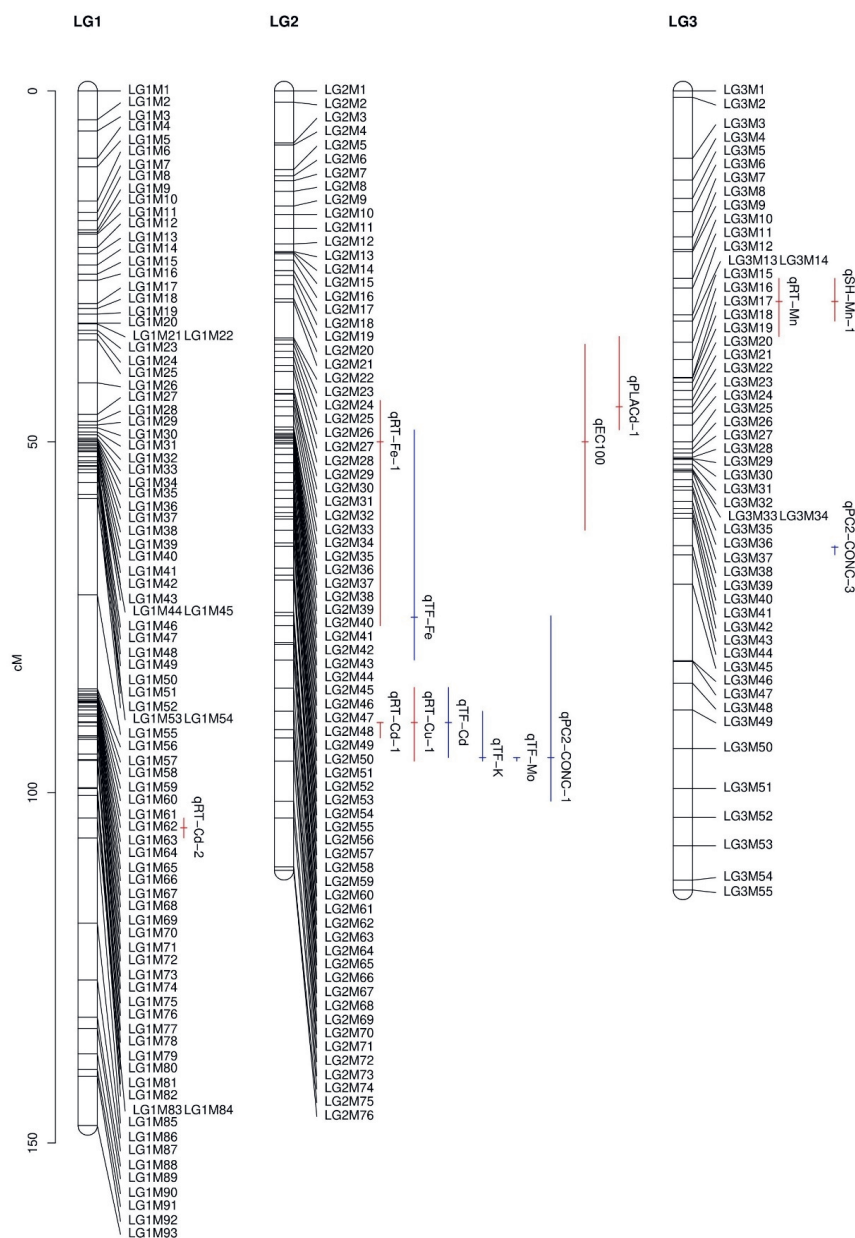 LG1
LG2
LG3
0
50
100
150
cM
LG1M1
LG1M2
LG1M3
LG1M4
LG1M5
LG1M6
LG1M7
LG1M8
LG1M9
LG1M10
LG1M11
LG1M12
LG1M13
LG1M14
LG1M15
LG1M16
LG1M17
LG1M18
LG1M19
LG1M20
LG1M21 LG1M22
LG1M23
LG1M24
LG1M25
LG1M26
LG1M27
LG1M28
LG1M29
LG1M30
LG1M31
LG1M32
LG1M33
LG1M34
LG1M35
LG1M36
LG1M37
LG1M38
LG1M39
LG1M40
LG1M41
LG1M42
LG1M43
LG1M44 LG1M45
LG1M46
LG1M47
LG1M48
LG1M49
LG1M50
LG1M51
LG1M52
LG1M53 LG1M54
LG1M55
LG1M56
LG1M57
LG1M58
LG1M59
LG1M60
LG1M61
LG1M62
LG1M63
LG1M64
LG1M65
LG1M66
LG1M67
LG1M68
LG1M69
LG1M70
LG1M71
LG1M72
LG1M73
LG1M74
LG1M75
LG1M76
LG1M77
LG1M78
LG1M79
LG1M80
LG1M81
LG1M82
LG1M83 LG1M84
LG1M85
LG1M86
LG1M87
LG1M88
LG1M89
LG1M90
LG1M91
LG1M92
LG1M93
qRT-Cd-2
LG2M1
LG2M2
LG2M3
LG2M4
LG2M5
LG2M6
LG2M7
LG2M8
LG2M9
LG2M10
LG2M11
LG2M12
LG2M13
LG2M14
LG2M15
LG2M16
LG2M17
LG2M18
LG2M19
LG2M20
LG2M21
LG2M22
LG2M23
LG2M24
LG2M25
LG2M26
LG2M27
LG2M28
LG2M29
LG2M30
LG2M31
LG2M32
LG2M33
LG2M34
LG2M35
LG2M36
LG2M37
LG2M38
LG2M39
LG2M40
LG2M41
LG2M42
LG2M43
LG2M44
LG2M45
LG2M46
LG2M47
LG2M48
LG2M49
LG2M50
LG2M51
LG2M52
LG2M53
LG2M54
LG2M55
LG2M56
LG2M57
LG2M58
LG2M59
LG2M60
LG2M61
LG2M62
LG2M63
LG2M64
LG2M65
LG2M66
LG2M67
LG2M68
LG2M69
LG2M70
LG2M71
LG2M72
LG2M73
LG2M74
LG2M75
LG2M76
qRT-Fe-1
qTF-Fe
qRT-Cd-1
qRT-Cu-1
qTF-Cd
qTF-K
qTF-Mo
qPC2-CONC-1
qEC100
qPLACd-1
LG3M1
LG3M2
LG3M3
LG3M4
LG3M5
LG3M6
LG3M7
LG3M8
LG3M9
LG3M10
LG3M11
LG3M12
LG3M13 LG3M14
LG3M15
LG3M16
LG3M17
LG3M18
LG3M19
LG3M20
LG3M21
LG3M22
LG3M23
LG3M24
LG3M25
LG3M26
LG3M27
LG3M28
LG3M29
LG3M30
LG3M31
LG3M32
LG3M33 LG3M34
LG3M35
LG3M36
LG3M37
LG3M38
LG3M39
LG3M40
LG3M41
LG3M42
LG3M43
LG3M44
LG3M45
LG3M46
LG3M47
LG3M48
LG3M49
LG3M50
LG3M51
LG3M52
LG3M53
LG3M54
LG3M55
qRT-Mn
qSH-Mn-1
qPC2-CONC-3